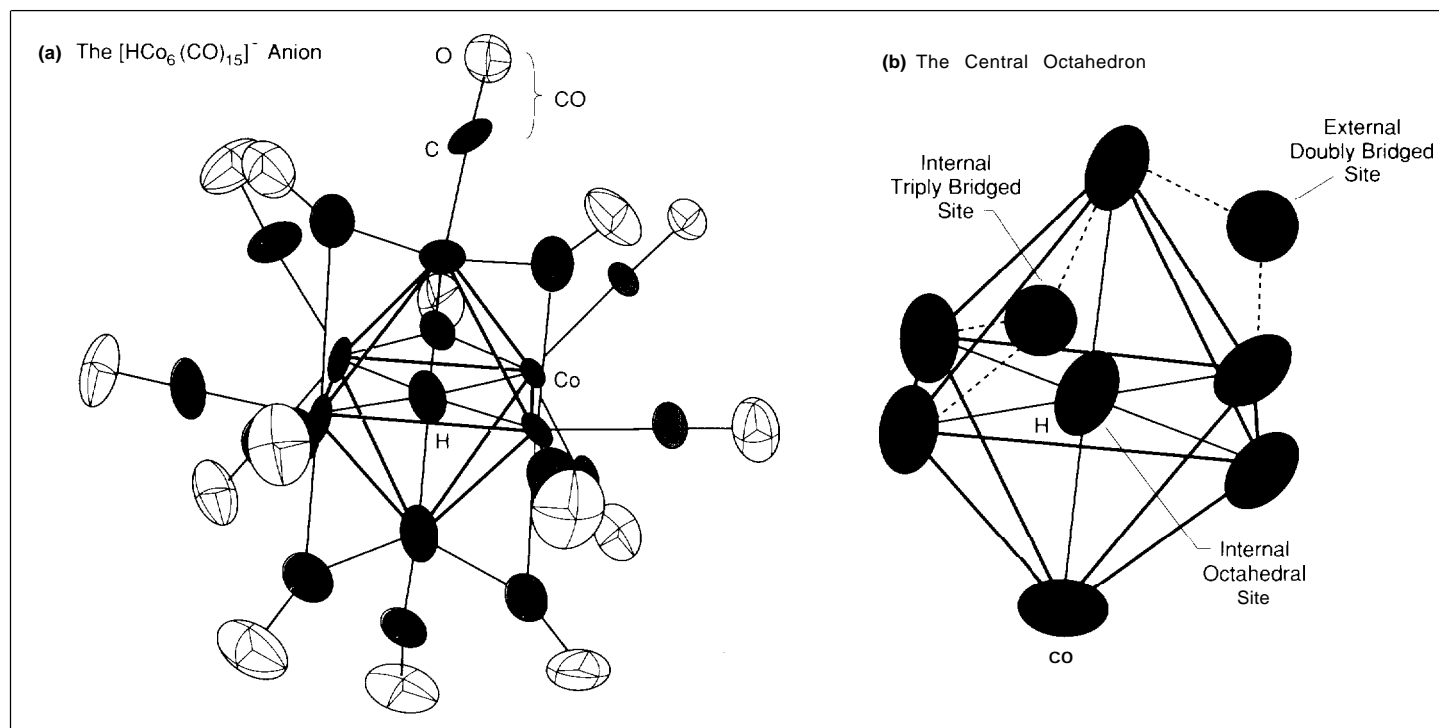 (a) The [HCo₆(CO)₁₅]⁻ Anion
O
CO
C
Co
H
(b) The Central Octahedron
Internal
Triply Bridged
Site
External
Doubly Bridged
Site
H
Internal
Octahedral
Site
co